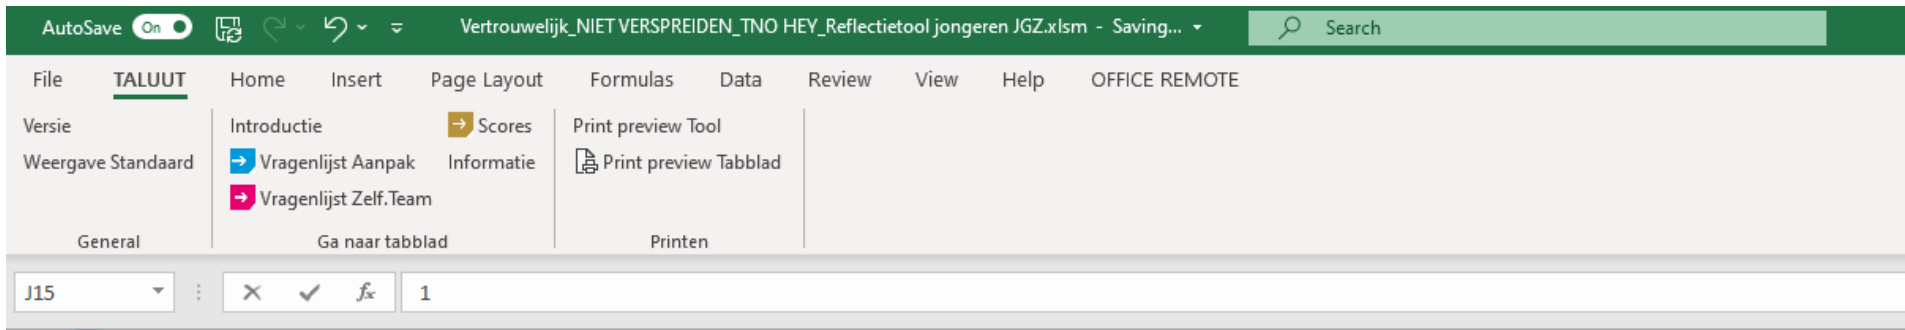 AutoSave On Vertrouwelijk_NIET VERSPREIDEN_TNO HEY_Reflectietool jongeren JGZ.xlsm - Saving... Search
File TALUUT Home Insert Page Layout Formulas Data Review View Help OFFICE REMOTE
Versie Introductie Scores Print preview Tool
Weergave Standaard Vragenlijst Aanpak Informatie Print preview Tabblad
Vragenlijst Zelf.Team
General Ga naar tabblad Printen
J15 fx 1